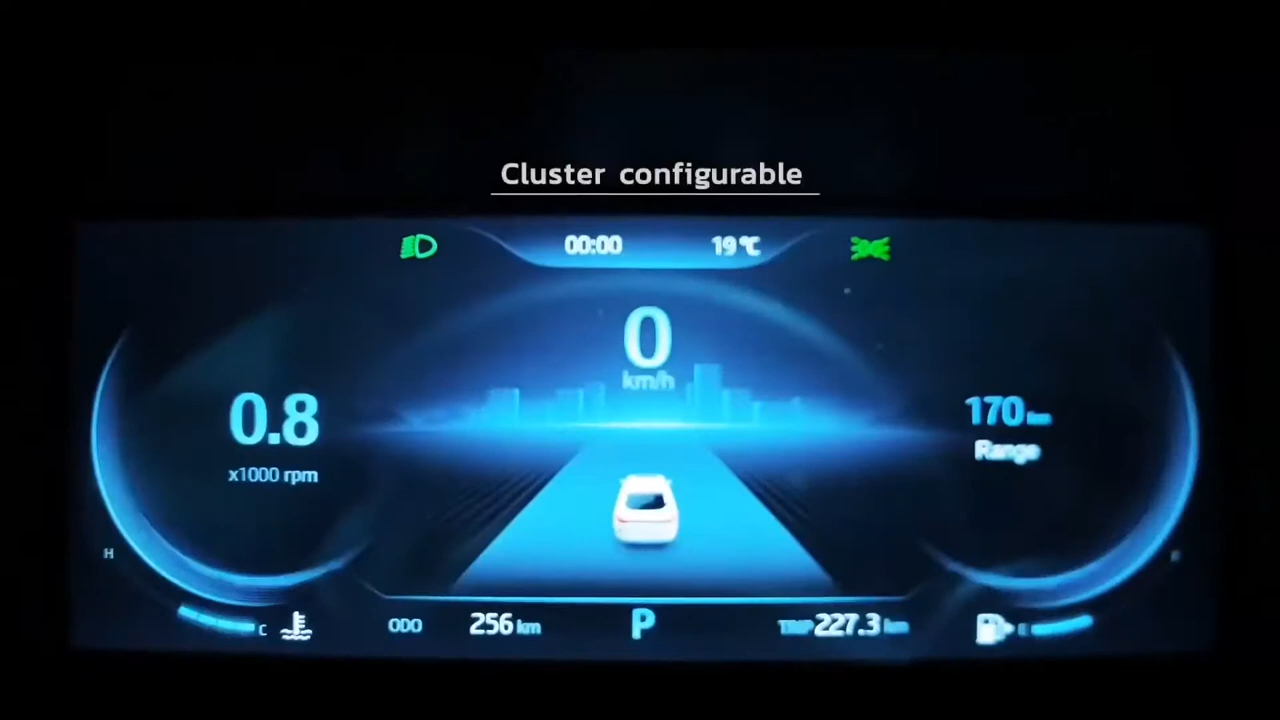 Cluster configurable
00:00 19℃
0
km/h
0.8
x1000 rpm
170 km
Range
H
C
ODO 256 km P TRIP 227.3 km
E